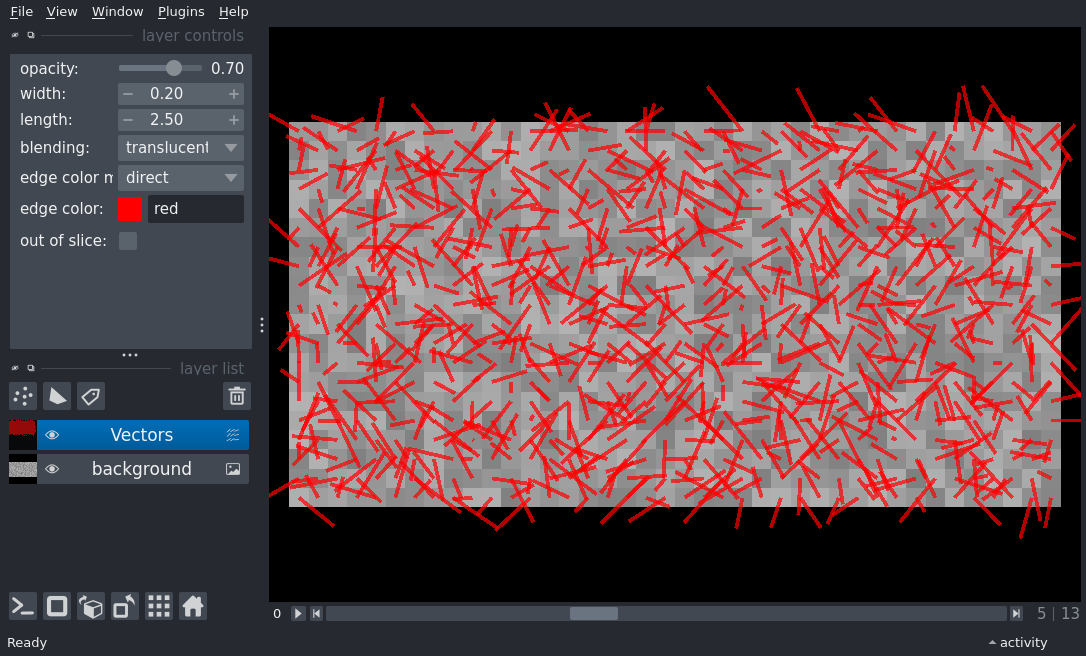 File View Window Plugins Help
layer controls
opacity: 0.70
width: 0.20
length: 2.50
blending: translucent
edge color m direct
edge color: red
out of slice:
layer list
Vectors
background
0 5 | 13
Ready activity